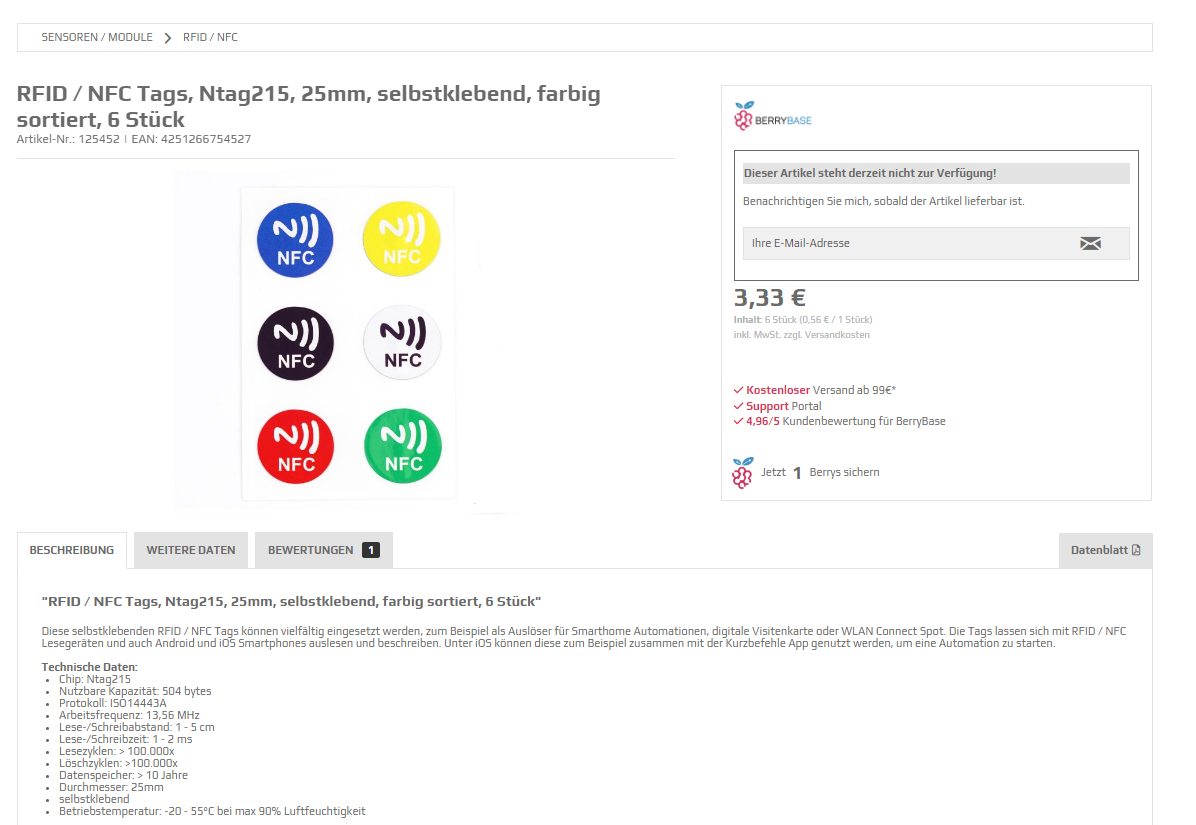 SENSOREN / MODULE > RFID / NFC
RFID / NFC Tags, Ntag215, 25mm, selbstklebend, farbig
sortiert, 6 Stück
Artikel-Nr.: 125452 | EAN: 4251266754527
NFC
NFC
NFC
NFC
NFC
NFC
BERRYBASE
Dieser Artikel steht derzeit nicht zur Verfügung!
Benachrichtigen Sie mich, sobald der Artikel lieferbar ist.
Ihre E-Mail-Adresse
3,33 €
Inhalt: 6 Stück (0,56 € / 1 Stück)
inkl. MwSt. zzgl. Versandkosten
Kostenloser Versand ab 99€*
Support Portal
4,96/5 Kundenbewertung für BerryBase
Jetzt 1 Berrys sichern
BESCHREIBUNG
WEITERE DATEN
BEWERTUNGEN 1
Datenblatt
"RFID / NFC Tags, Ntag215, 25mm, selbstklebend, farbig sortiert, 6 Stück"
Diese selbstklebenden RFID / NFC Tags können vielfältig eingesetzt werden, zum Beispiel als Auslöser für Smarthome Automationen, digitale Visitenkarte oder WLAN Connect Spot. Die Tags lassen sich mit RFID / NFC
Lesegeräten und auch Android und iOS Smartphones auslesen und beschreiben. Unter iOS können diese zum Beispiel zusammen mit der Kurzbefehle App genutzt werden, um eine Automation zu starten.
Technische Daten:
• Chip: Ntag215
• Nutzbare Kapazität: 504 bytes
• Protokoll: ISO14443A
• Arbeitsfrequenz: 13,56 MHz
• Lese-/Schreibabstand: 1 - 5 cm
• Lese-/Schreibzeit: 1 - 2 ms
• Lesezyklen: > 100.000x
• Löschzyklen: >100.000x
• Datenspeicher: > 10 Jahre
• Durchmesser: 25mm
• selbstklebend
• Betriebstemperatur: -20 - 55°C bei max 90% Luftfeuchtigkeit